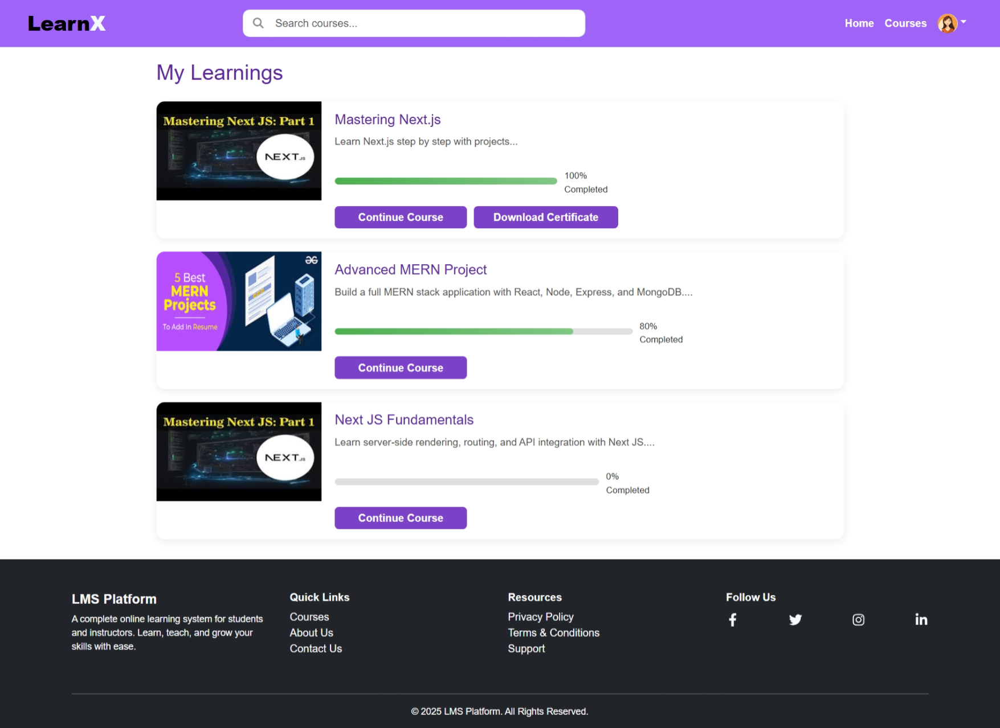 LearnX
Search courses...
Home
Courses
My Learnings
Mastering Next JS: Part 1
NEXT.JS
Mastering Next.js
Learn Next.js step by step with projects...
100%
Completed
Continue Course
Download Certificate
5 Best
MERN
Projects
To Add In Resume
Advanced MERN Project
Build a full MERN stack application with React, Node, Express, and MongoDB....
80%
Completed
Continue Course
Mastering Next JS: Part 1
NEXT.JS
Next JS Fundamentals
Learn server-side rendering, routing, and API integration with Next JS....
0%
Completed
Continue Course
LMS Platform
A complete online learning system for students
and instructors. Learn, teach, and grow your
skills with ease.
Quick Links
Courses
About Us
Contact Us
Resources
Privacy Policy
Terms & Conditions
Support
Follow Us
© 2025 LMS Platform. All Rights Reserved.